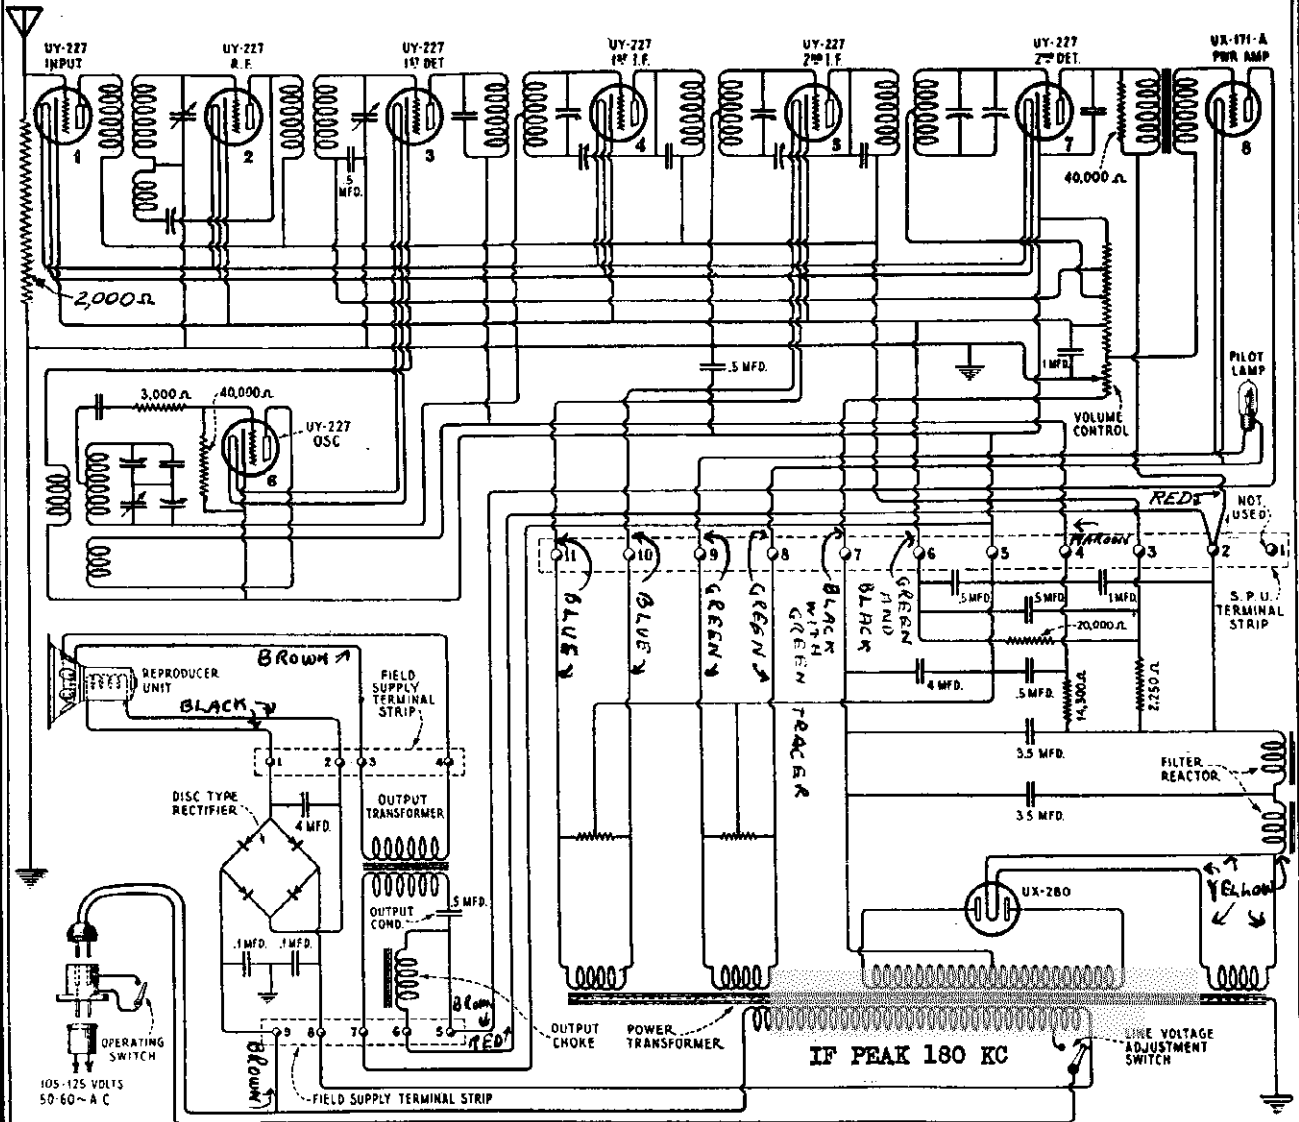 UY-227
INPUT
1
UY-227
R.F.
2
UY-227
1ST DET
3
UY-227
1ST I.F.
4
UY-227
2ND I.F.
5
UY-227
2ND DET.
7
UX-171-A
PWR AMP
8
.5
MFD.
40,000 Ω
2,000 Ω
.5 MFD.
1 MFD.
PILOT
LAMP
VOLUME
CONTROL
3,000 Ω
40,000 Ω
UY-227
OSC
6
RED
NOT
USED
MAROON
11
10
9
8
7
6
5
4
3
2
1
S.P.U.
TERMINAL
STRIP
BLUE
BLUE
GREEN
GREEN
BLACK
WITH
GREEN TRACER
BLACK
AND
GREEN
.5 MFD.
.5 MFD.
1 MFD.
20,000 Ω
4 MFD.
.5 MFD.
14,300 Ω
2,250 Ω
3.5 MFD.
3.5 MFD.
FILTER
REACTOR
REPRODUCER
UNIT
BROWN
BLACK
FIELD
SUPPLY
TERMINAL
STRIP
1
2
3
4
DISC TYPE
RECTIFIER
4 MFD.
OUTPUT
TRANSFORMER
OUTPUT
COND.
.5 MFD.
.1 MFD.
.1 MFD.
UX-280
YELLOW
9
8
7
6
5
BROWN
RED
BROWN
OUTPUT
CHOKE
POWER
TRANSFORMER
IF PEAK 180 KC
LINE VOLTAGE
ADJUSTMENT
SWITCH
OPERATING
SWITCH
105-125 VOLTS
50-60~ A C
FIELD SUPPLY TERMINAL STRIP